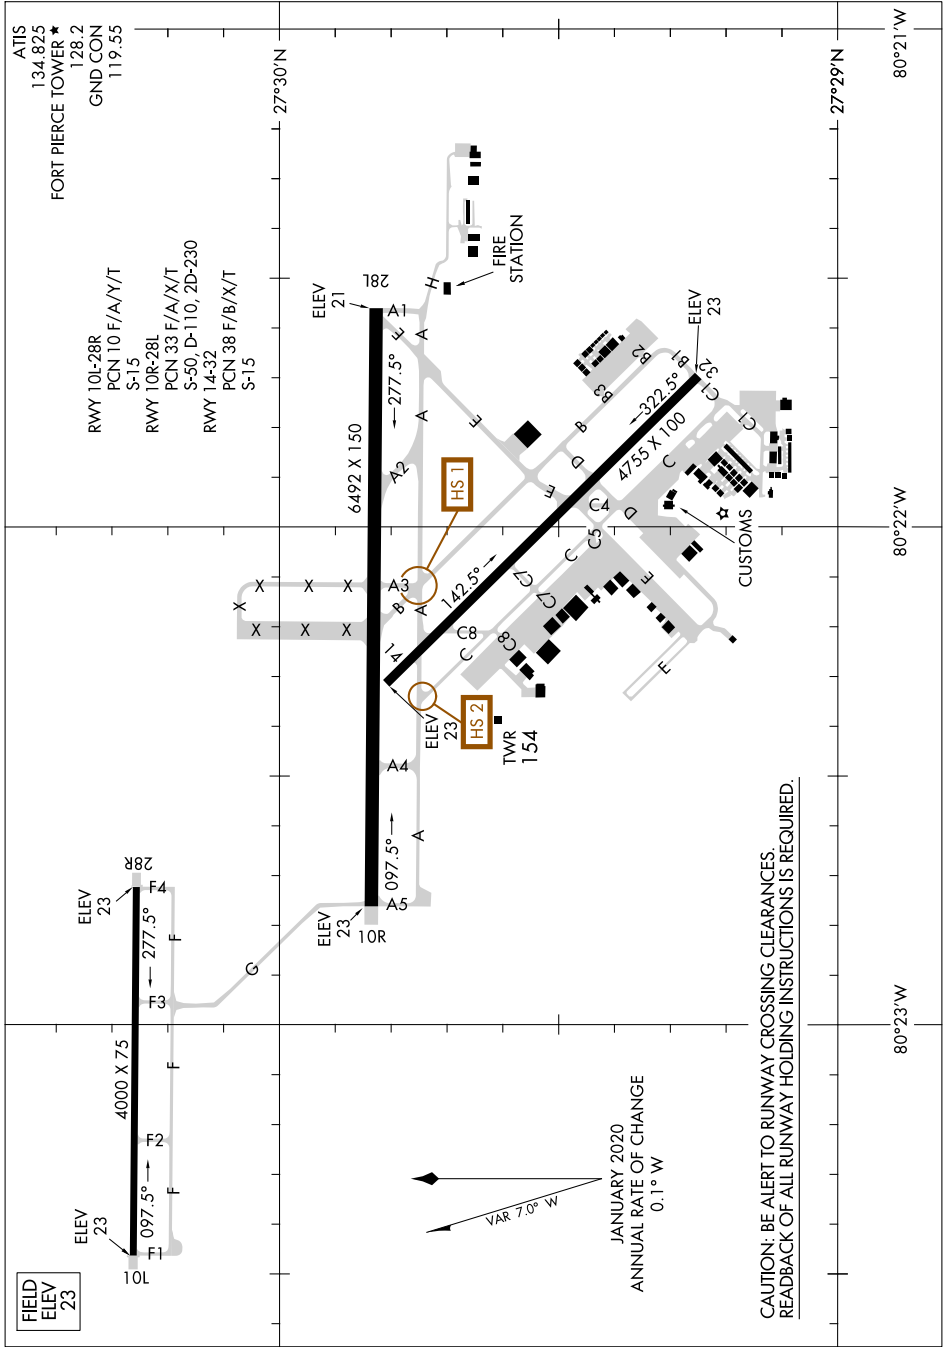 ATIS
134.825
FORT PIERCE TOWER ★
128.2
GND CON
119.55
RWY 10L-28R
PCN 10 F/A/Y/T
S-15
RWY 10R-28L
PCN 33 F/A/X/T
S-50, D-110, 2D-230
RWY 14-32
PCN 38 F/B/X/T
S-15
27°30'N
27°29'N
80°21'W
80°22'W
80°23'W
FIELD
ELEV
23
ELEV
23
10L
097.5°
4000 X 75
277.5°
28R
ELEV
23
F1
F2
F3
F4
F
F
F
G
ELEV
23
10R
097.5°
6492 X 150
277.5°
28L
ELEV
21
A5
A4
A3
A2
A1
A
A
A
A
B
X
X
X
X
X
X
X
HS 1
HS 2
E
E
E
H
FIRE
STATION
14
ELEV
23
142.5°
4755 X 100
322.5°
32
ELEV
23
B
B3
B2
B1
D
D
C
C
C
C1
C1
C4
C5
C7
C7
C8
C8
E
E
CUSTOMS
TWR
154
VAR 7.0° W
JANUARY 2020
ANNUAL RATE OF CHANGE
0.1° W
CAUTION: BE ALERT TO RUNWAY CROSSING CLEARANCES.
READBACK OF ALL RUNWAY HOLDING INSTRUCTIONS IS REQUIRED.